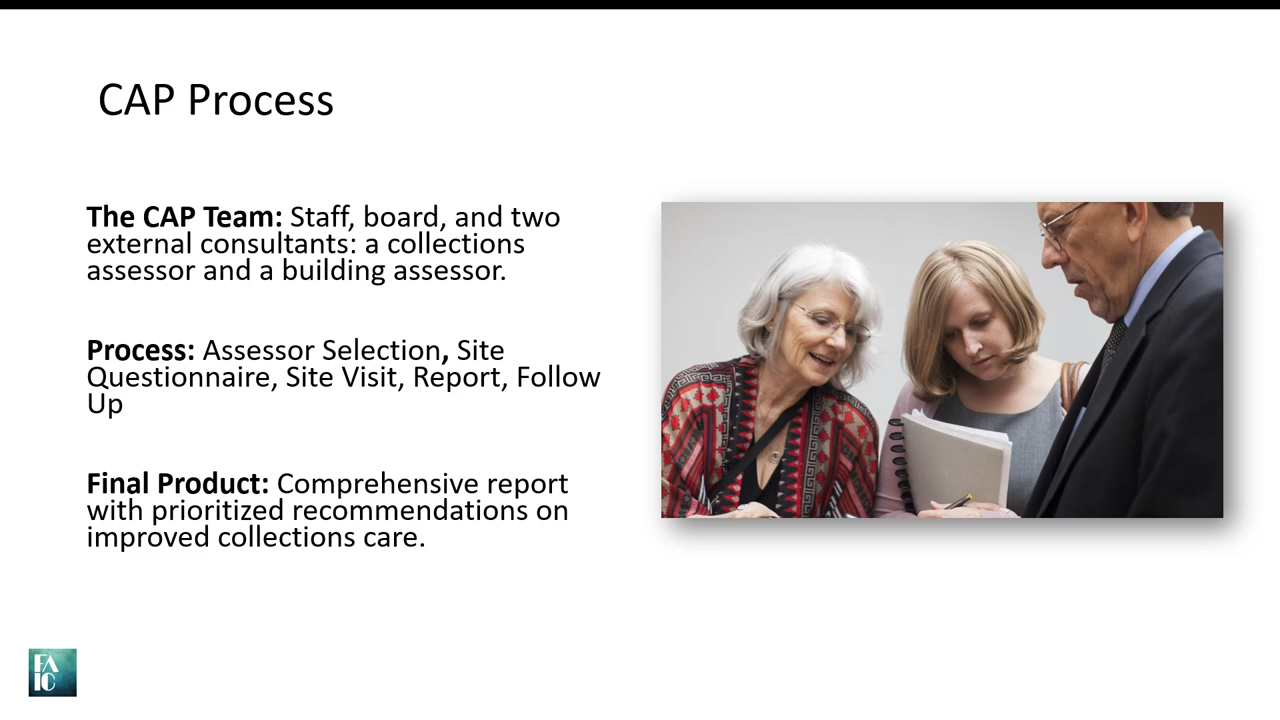 CAP Process
The CAP Team: Staff, board, and two
external consultants: a collections
assessor and a building assessor.
Process: Assessor Selection, Site
Questionnaire, Site Visit, Report, Follow
Up
Final Product: Comprehensive report
with prioritized recommendations on
improved collections care.
FA
IC